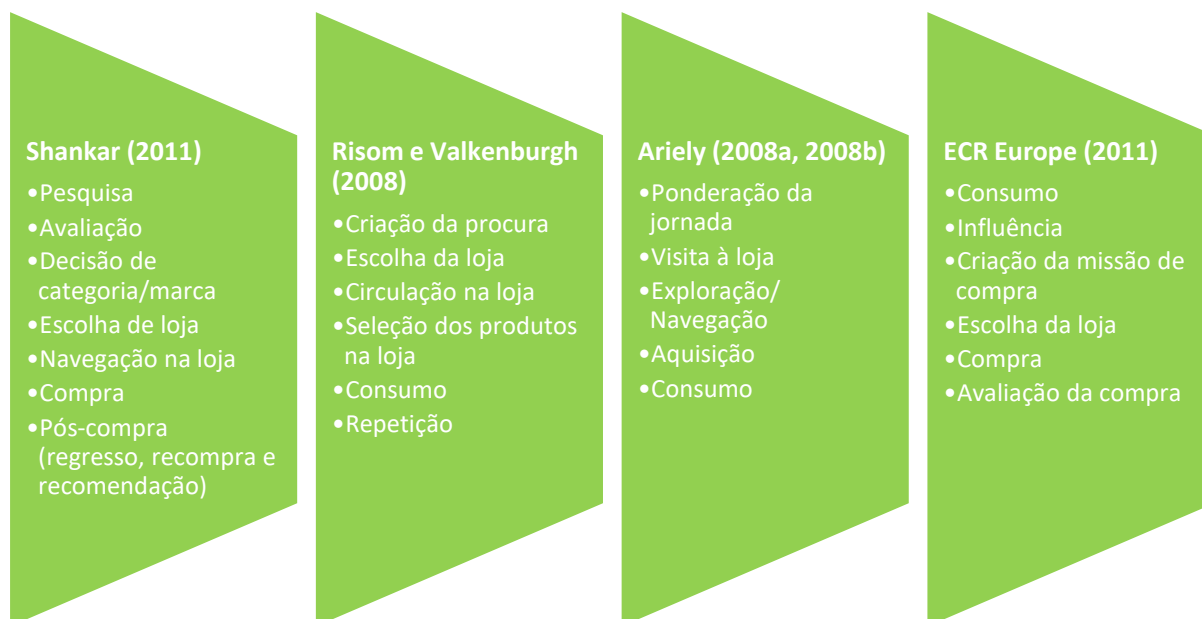 Shankar (2011)
•Pesquisa
•Avaliação
•Decisão de
categoria/marca
•Escolha de loja
•Navegação na loja
•Compra
•Pós-compra
(regresso, recompra e
recomendação)
Risom e Valkenburgh
(2008)
•Criação da procura
•Escolha da loja
•Circulação na loja
•Seleção dos produtos
na loja
•Consumo
•Repetição
Ariely (2008a, 2008b)
•Ponderação da
jornada
•Visita à loja
•Exploração/
Navegação
•Aquisição
•Consumo
ECR Europe (2011)
•Consumo
•Influência
•Criação da missão de
compra
•Escolha da loja
•Compra
•Avaliação da compra